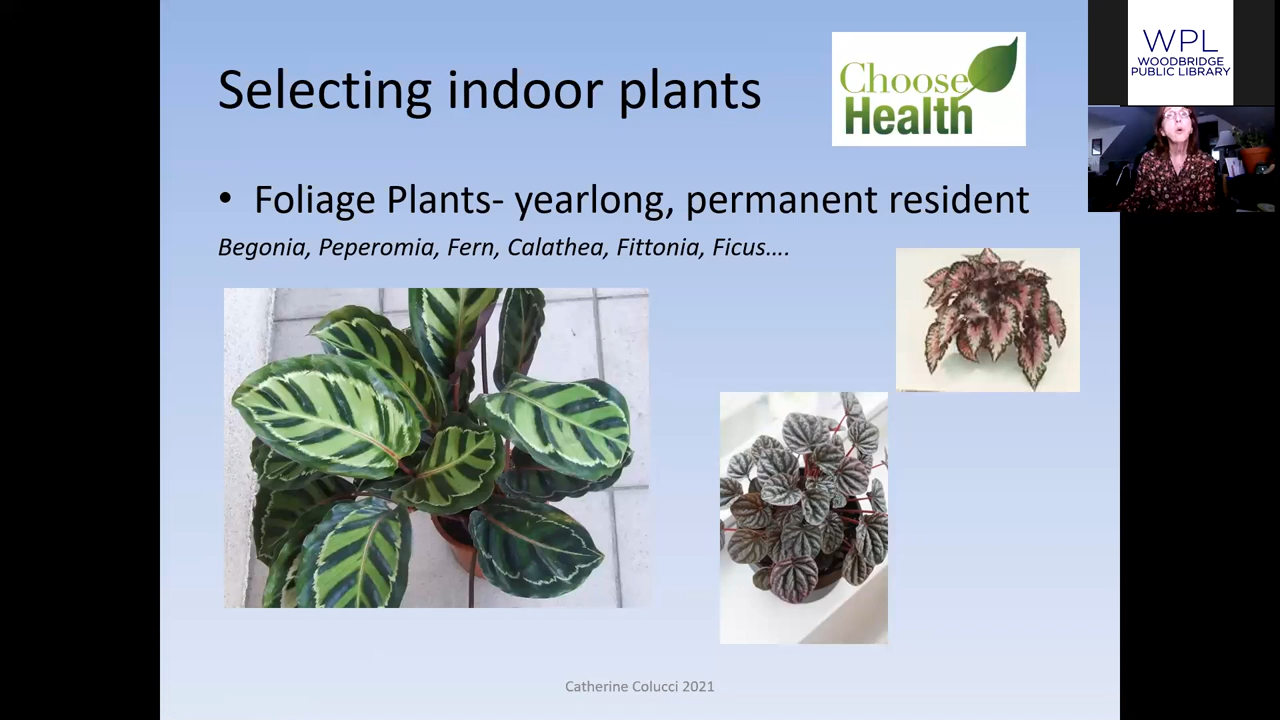 Selecting indoor plants
Choose
Health
WPL
WOODBRIDGE
PUBLIC LIBRARY
• Foliage Plants- yearlong, permanent resident
Begonia, Peperomia, Fern, Calathea, Fittonia, Ficus....
Catherine Colucci 2021